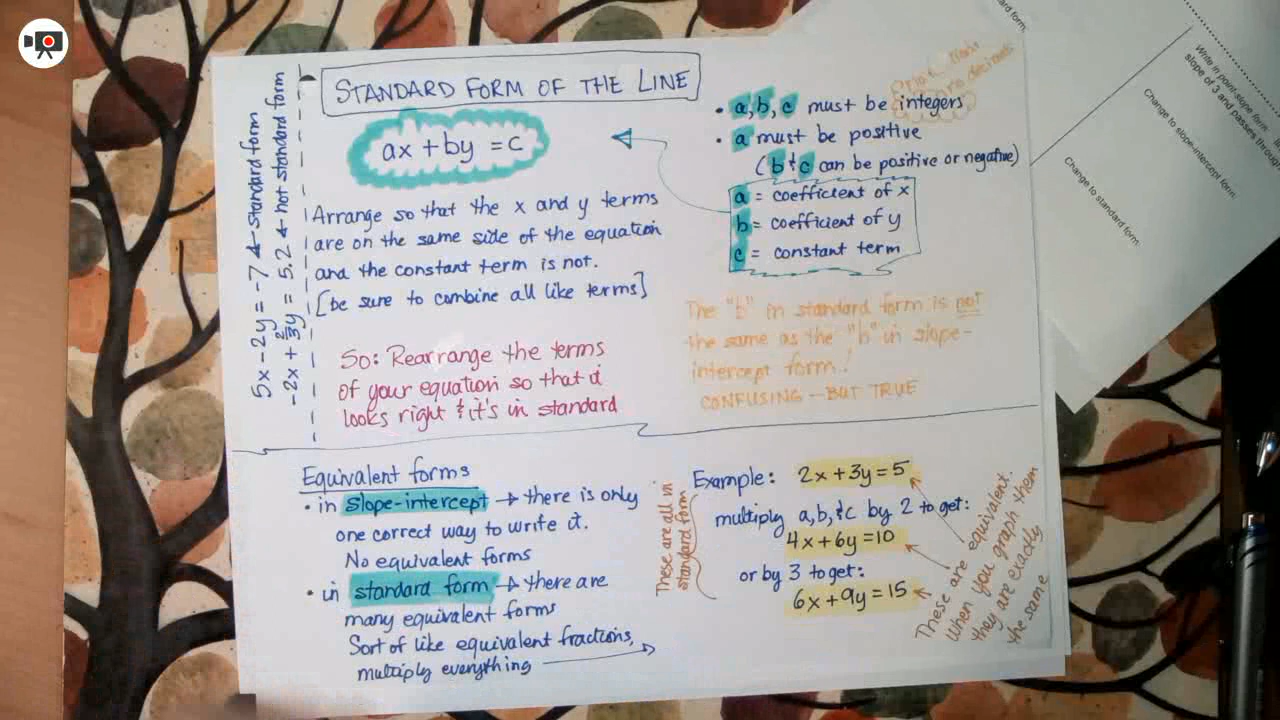 STANDARD FORM OF THE LINE
ax + by = c
Arrange so that the x and y terms
are on the same side of the equation
and the constant term is not.
[be sure to combine all like terms]
So: Rearrange the terms
of your equation so that it
looks right & it's in standard
5x - 2y = -7 ← standard form
-2x + 2/3y = 5.2 ← not standard form
• a, b, c must be integers
no decimals
• a must be positive
(b & c can be positive or negative)
a = coefficient of x
b = coefficient of y
c = constant term
The "b" in standard form is not
the same as the "b" in slope-
intercept form!
CONFUSING - BUT TRUE
Equivalent forms
• in slope-intercept → there is only
one correct way to write it.
No equivalent forms
• in standard form → there are
many equivalent forms
Sort of like equivalent fractions,
multiply everything →
These are all in
standard form
Example: 2x + 3y = 5
multiply a, b, & c by 2 to get:
4x + 6y = 10
or by 3 to get:
6x + 9y = 15
These are equivalent.
When you graph them
they are exactly
the same
standard form.
Write in point-slope form
slope of 3 and passes through
Change to slope-intercept form.
Change to standard form.